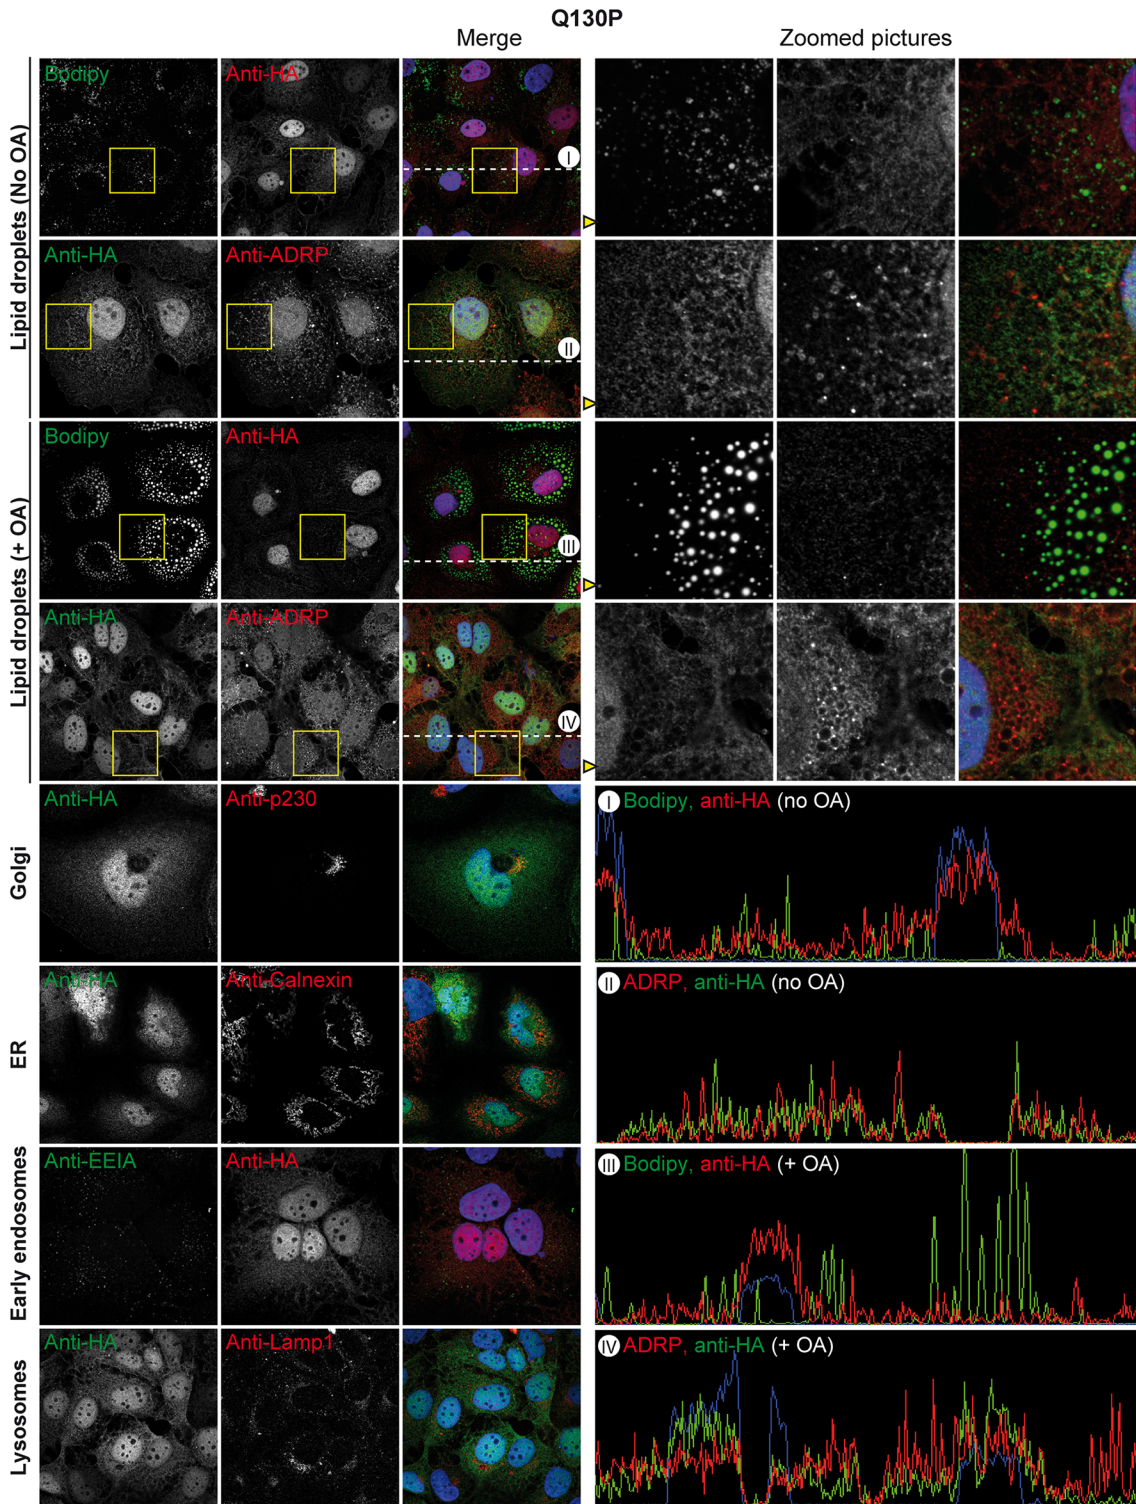 Q130P
Merge
Zoomed pictures
Lipid droplets (No OA)
Bodipy
Anti-HA
I
Anti-HA
Anti-ADRP
II
Lipid droplets (+ OA)
Bodipy
Anti-HA
III
Anti-HA
Anti-ADRP
IV
Golgi
Anti-HA
Anti-p230
I Bodipy, anti-HA (no OA)
ER
Anti-HA
Anti-Calnexin
II ADRP, anti-HA (no OA)
Early endosomes
Anti-EEIA
Anti-HA
III Bodipy, anti-HA (+ OA)
Lysosomes
Anti-HA
Anti-Lamp1
IV ADRP, anti-HA (+ OA)